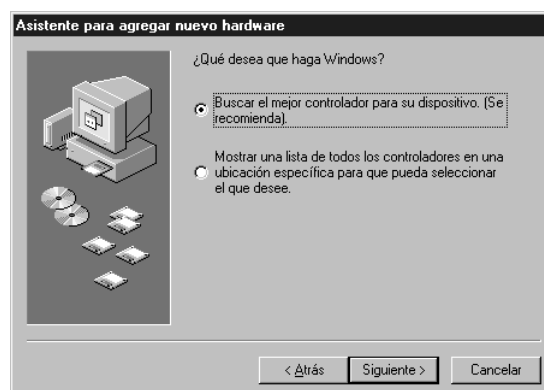 Asistente para agregar nuevo hardware
¿Qué desea que haga Windows?
Buscar el mejor controlador para su dispositivo. (Se
recomienda).
Mostrar una lista de todos los controladores en una
ubicación específica para que pueda seleccionar
el que desee.
< Atrás
Siguiente >
Cancelar